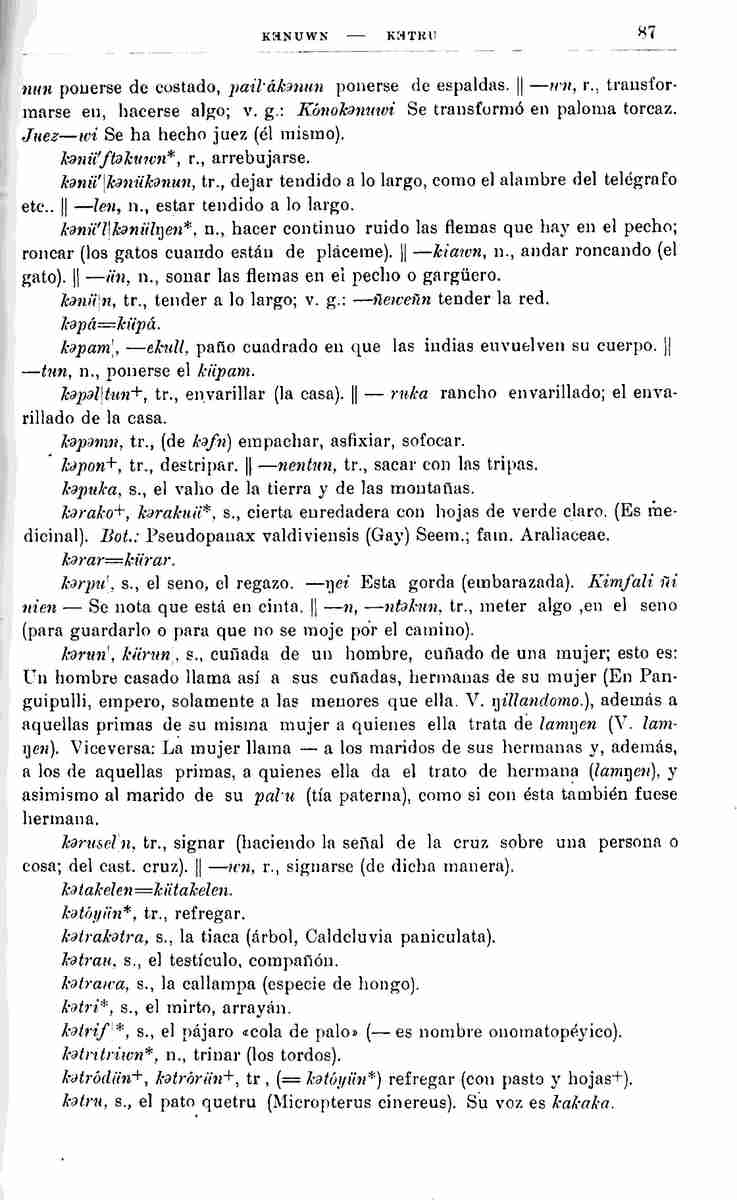 KƏNUWN — KƏTRU 87
nun ponerse de costado, pail·ákənun ponerse de espaldas. || —wn, r., transfor-
marse en, hacerse algo; v. g.: Kónokənuwi Se transformó en paloma torcaz.
Juez—wi Se ha hecho juez (él mismo).
kənü'ftəkuwn*, r., arrebujarse.
kənü'|kənükənun, tr., dejar tendido a lo largo, como el alambre del telégrafo
etc.. || —len, n., estar tendido a lo largo.
kənü'l|kənülŋen*, n., hacer continuo ruido las flemas que hay en el pecho;
roncar (los gatos cuando están de pláceme). || —kiawn, n., andar roncando (el
gato). || —ün, n., sonar las flemas en el pecho o gargüero.
kənü|n, tr., tender a lo largo; v. g.: —ñeweñn tender la red.
kəpá=küpá.
kəpam|, —ekull, paño cuadrado en que las indias envuelven su cuerpo. ||
—tun, n., ponerse el küpam.
kəpəl|tun+, tr., envarillar (la casa). || — ruka rancho envarillado; el enva-
rillado de la casa.
kəpəmn, tr., (de kəfn) empachar, asfixiar, sofocar.
kəpon+, tr., destripar. || —nentun, tr., sacar con las tripas.
kəpuka, s., el vaho de la tierra y de las montañas.
kərako+, kərakuü*, s., cierta enredadera con hojas de verde claro. (Es me-
dicinal). Bot.: Pseudopanax valdiviensis (Gay) Seem.; fam. Araliaceae.
kərar=kürar.
kərpu|, s., el seno, el regazo. —ŋei Esta gorda (embarazada). Kimfali ñi
nien — Se nota que está en cinta. || —n, —ntəkun, tr., meter algo ,en el seno
(para guardarlo o para que no se moje por el camino).
kərun|, kürun|, s., cuñada de un hombre, cuñado de una mujer; esto es:
Un hombre casado llama así a sus cuñadas, hermanas de su mujer (En Pan-
guipulli, empero, solamente a las menores que ella. V. ŋillandomo.), además a
aquellas primas de su misma mujer a quienes ella trata de lamŋen (V. lam-
ŋen). Viceversa: La mujer llama — a los maridos de sus hermanas y, además,
a los de aquellas primas, a quienes ella da el trato de hermana (lamŋen), y
asimismo al marido de su pal·u (tía paterna), como si con ésta también fuese
hermana.
kərusel|n, tr., signar (haciendo la señal de la cruz sobre una persona o
cosa; del cast. cruz). || —wn, r., signarse (de dicha manera).
kətakelen=kütakelen.
kətóyün*, tr., refregar.
kətrakətra, s., la tiaca (árbol, Caldcluvia paniculata).
kətrau, s., el testículo, compañón.
kətrawa, s., la callampa (especie de hongo).
kətri*, s., el mirto, arrayán.
kətrif|*, s., el pájaro «cola de palo» (— es nombre onomatopéyico).
kətritriwn*, n., trinar (los tordos).
kətródün+, kətrórün+, tr , (= kətóyün*) refregar (con pasto y hojas+).
kətru, s., el pato quetru (Micropterus cinereus). Su voz es kakaka.